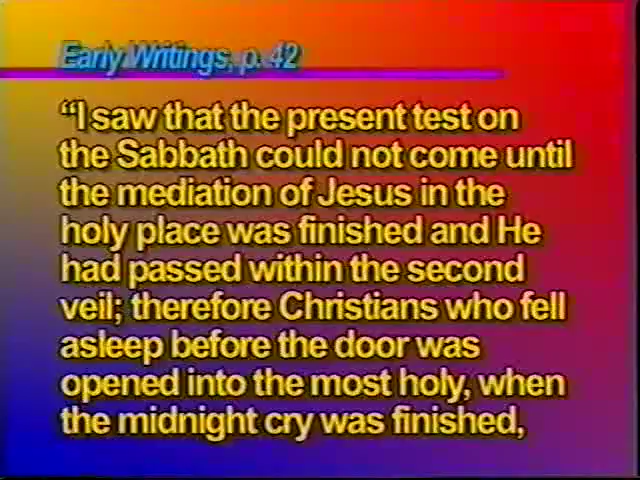 Early Writings, p. 42
“I saw that the present test on
the Sabbath could not come until
the mediation of Jesus in the
holy place was finished and He
had passed within the second
veil; therefore Christians who fell
asleep before the door was
opened into the most holy, when
the midnight cry was finished,